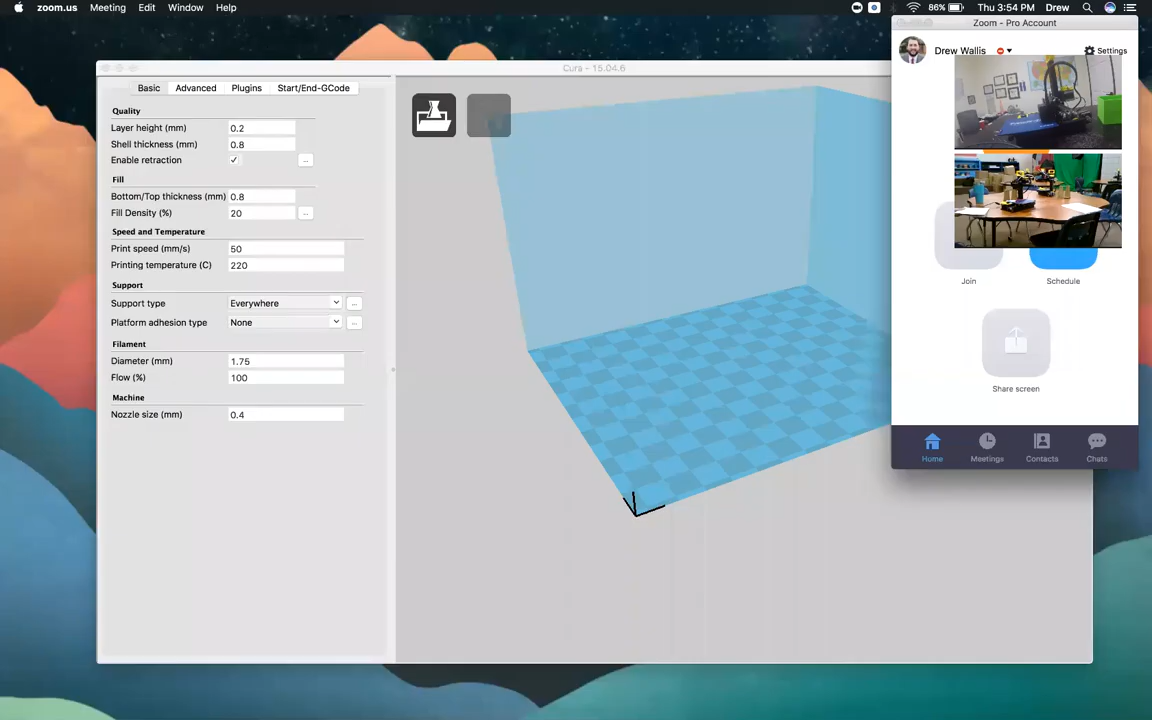 zoom.us Meeting Edit Window Help 86% Thu 3:54 PM Drew
Zoom - Pro Account
Drew Wallis
Settings
Join
Schedule
Share screen
Home
Meetings
Contacts
Chats
Cura - 15.04.6
Basic Advanced Plugins Start/End-GCode
Quality
Layer height (mm) 0.2
Shell thickness (mm) 0.8
Enable retraction ...
Fill
Bottom/Top thickness (mm) 0.8
Fill Density (%) 20 ...
Speed and Temperature
Print speed (mm/s) 50
Printing temperature (C) 220
Support
Support type Everywhere ...
Platform adhesion type None ...
Filament
Diameter (mm) 1.75
Flow (%) 100
Machine
Nozzle size (mm) 0.4